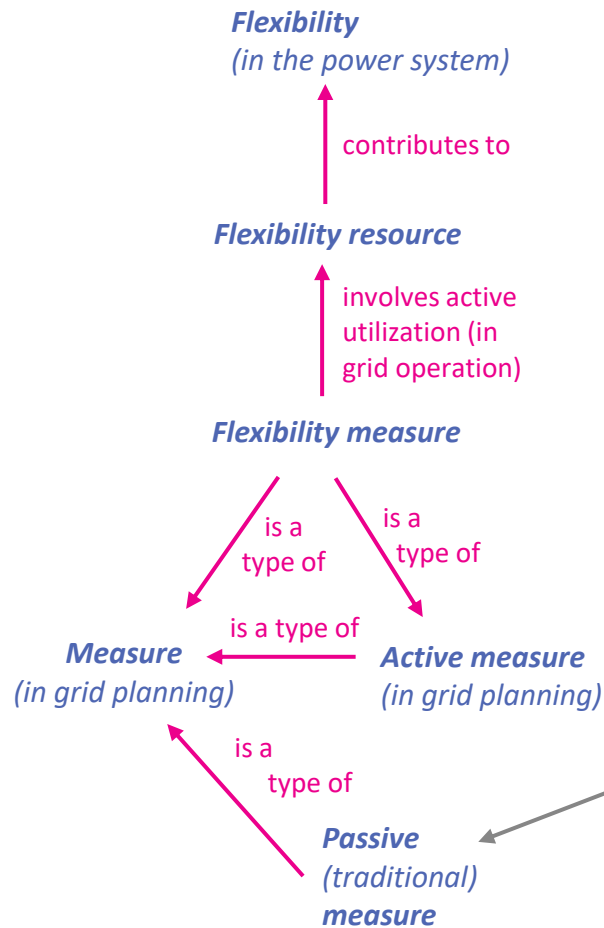 Flexibility
(in the power system)
contributes to
Flexibility resource
involves active
utilization (in
grid operation)
Flexibility measure
is a
type of
is a
type of
is a type of
Measure
(in grid planning)
Active measure
(in grid planning)
is a
type of
Passive
(traditional)
measure